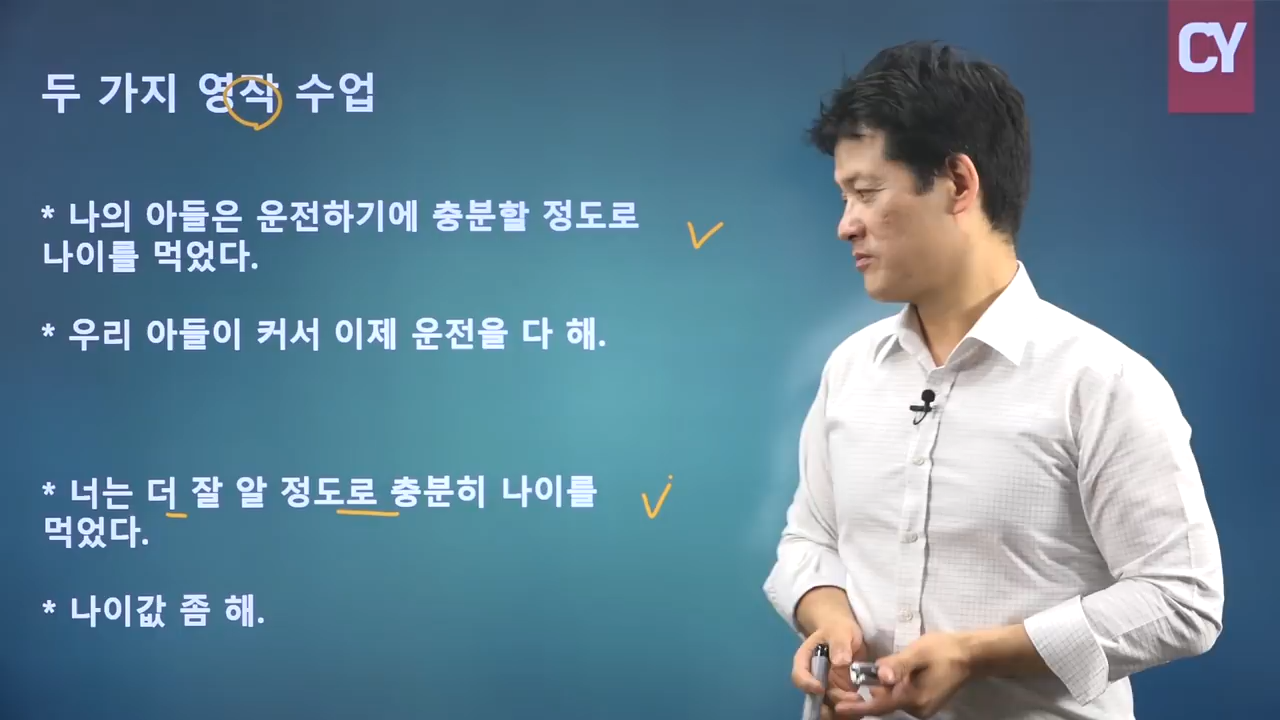 두 가지 영작 수업
CY
* 나의 아들은 운전하기에 충분할 정도로
나이를 먹었다.
* 우리 아들이 커서 이제 운전을 다 해.
* 너는 더 잘 알 정도로 충분히 나이를
먹었다.
* 나이값 좀 해.